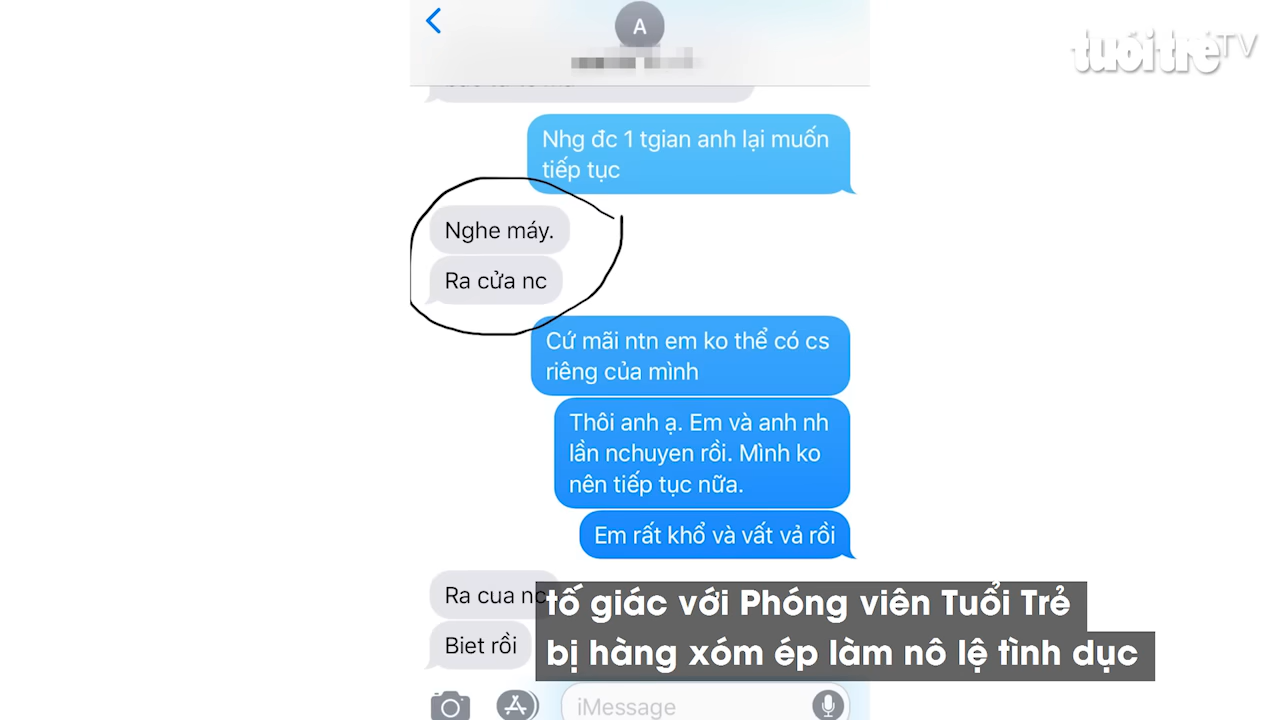 A
tuổi trẻ TV
Nhg đc 1 tgian anh lại muốn
tiếp tục
Nghe máy.
Ra cửa nc
Cứ mãi ntn em ko thể có cs
riêng của mình
Thôi anh ạ. Em và anh nh
lần nchuyen rồi. Mình ko
nên tiếp tục nữa.
Em rất khổ và vất vả rồi
Ra cua nc
Biet rồi
tố giác với Phóng viên Tuổi Trẻ
bị hàng xóm ép làm nô lệ tình dục
iMessage